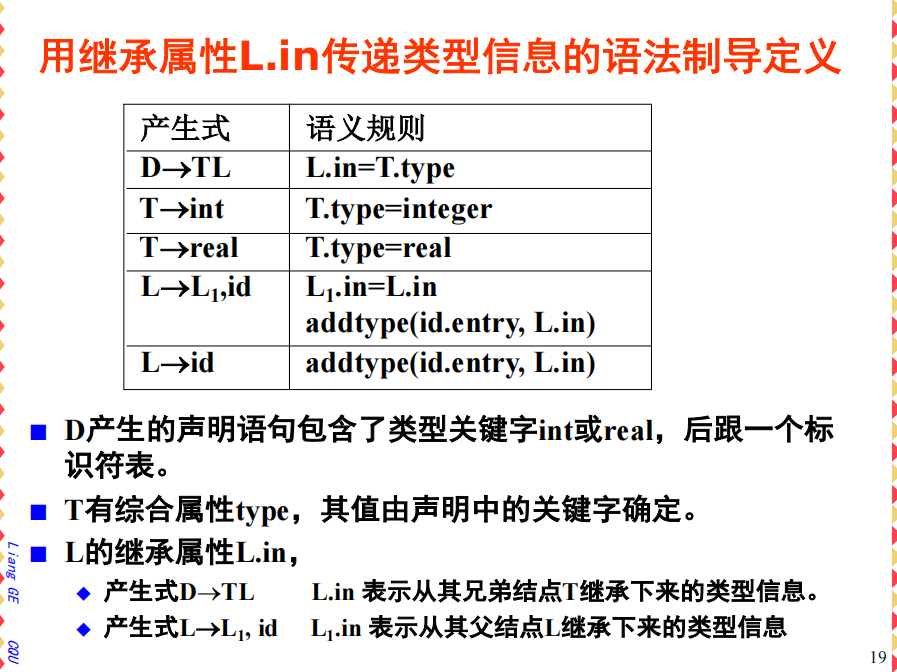 用继承属性L.in传递类型信息的语法制导定义
产生式 语义规则
D→TL L.in=T.type
T→int T.type=integer
T→real T.type=real
L→L1,id L1.in=L.in
addtype(id.entry, L.in)
L→id addtype(id.entry, L.in)
D产生的声明语句包含了类型关键字int或real，后跟一个标
识符表。
T有综合属性type，其值由声明中的关键字确定。
L的继承属性L.in，
产生式D→TL L.in 表示从其兄弟结点T继承下来的类型信息。
产生式L→L1, id L1.in 表示从其父结点L继承下来的类型信息
Liang GE CQU
19